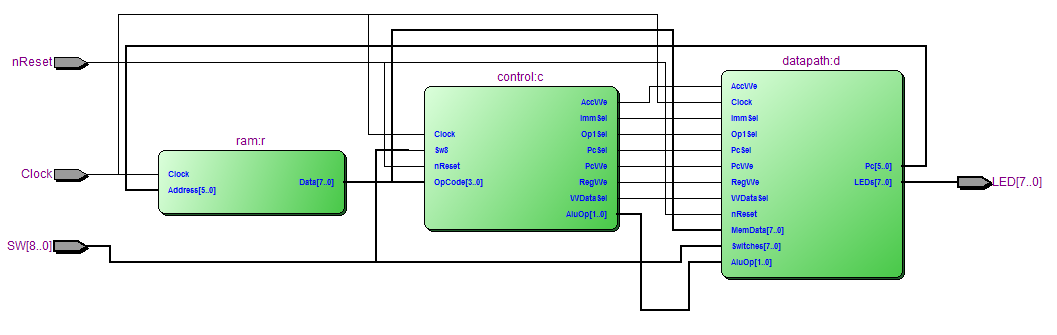 nReset
Clock
SW[8..0]
ram:r
Clock
Address[5..0]
Data[7..0]
control:c
Clock
Sw8
nReset
OpCode[3..0]
AccWe
ImmSel
Op1Sel
PcSel
PcWe
RegWe
WDataSel
AluOp[1..0]
datapath:d
AccWe
Clock
ImmSel
Op1Sel
PcSel
PcWe
RegWe
WDataSel
nReset
MemData[7..0]
Switches[7..0]
AluOp[1..0]
Pc[5..0]
LEDs[7..0]
LED[7..0]